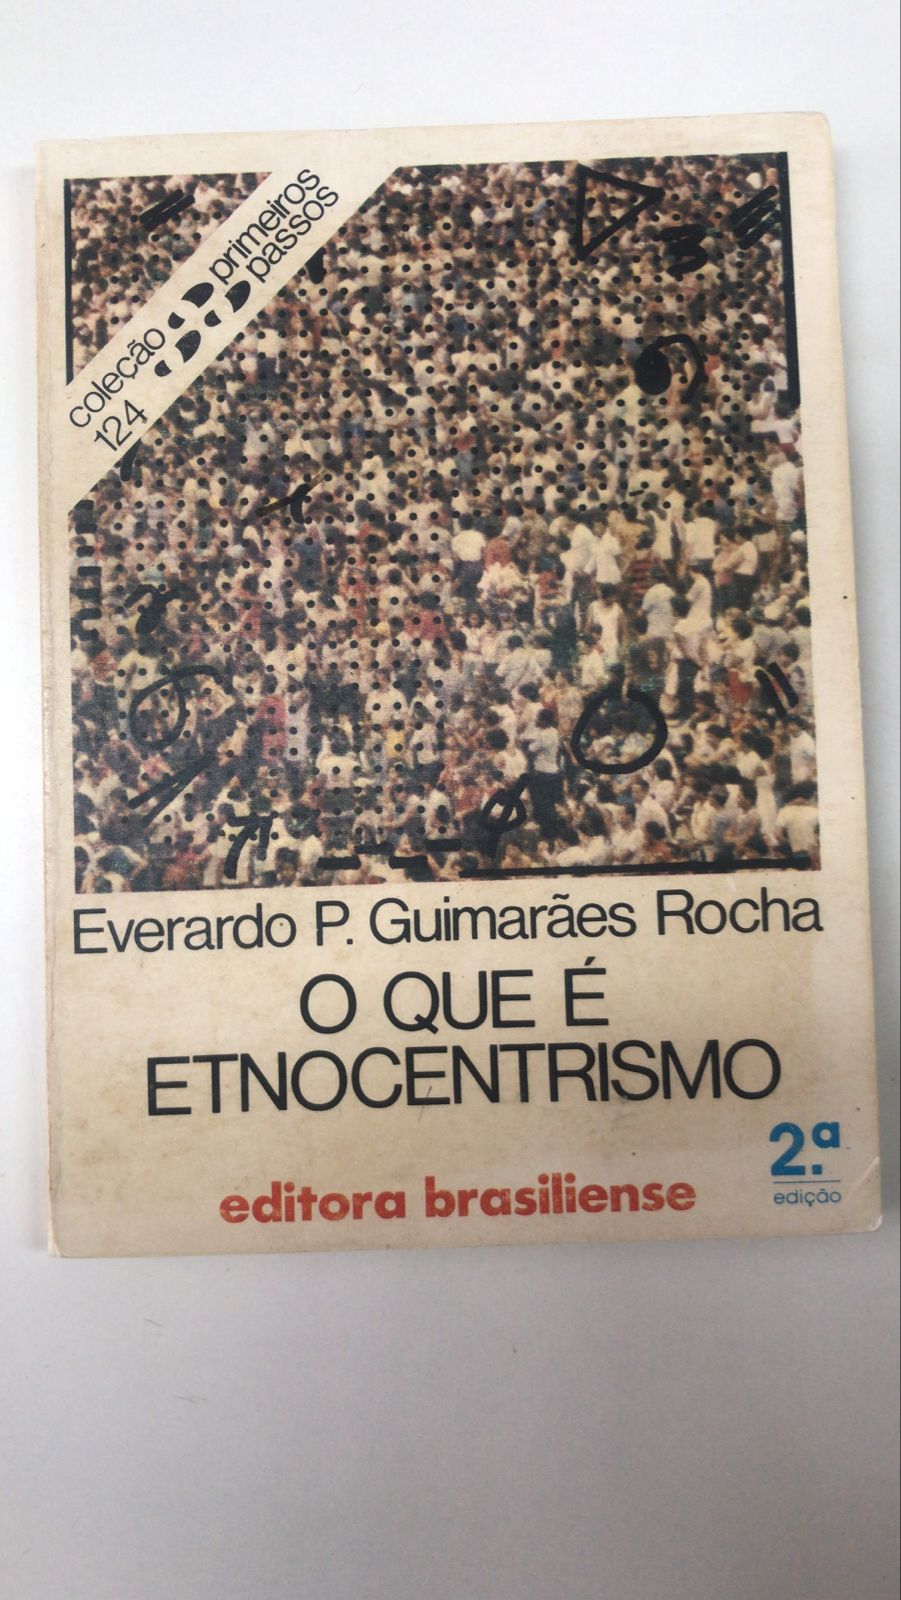 coleção primeiros
124 passos
Everardo P. Guimarães Rocha
O QUE É
ETNOCENTRISMO
2.ª
edição
editora brasiliense